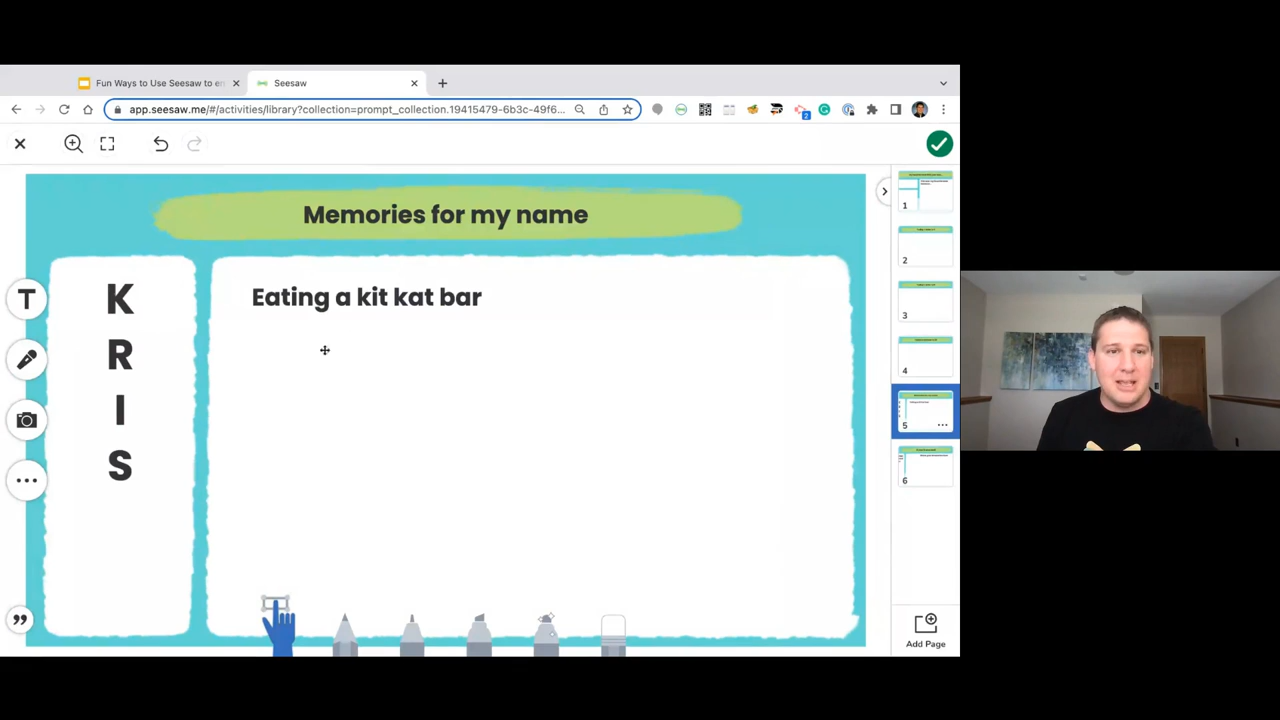 Fun Ways to Use Seesaw to en
Seesaw
app.seesaw.me/#/activities/library?collection=prompt_collection.19415479-6b3c-49f6...
2
Memories for my name
K
R
I
S
Eating a kit kat bar
T
1
2
3
4
5
6
Add Page